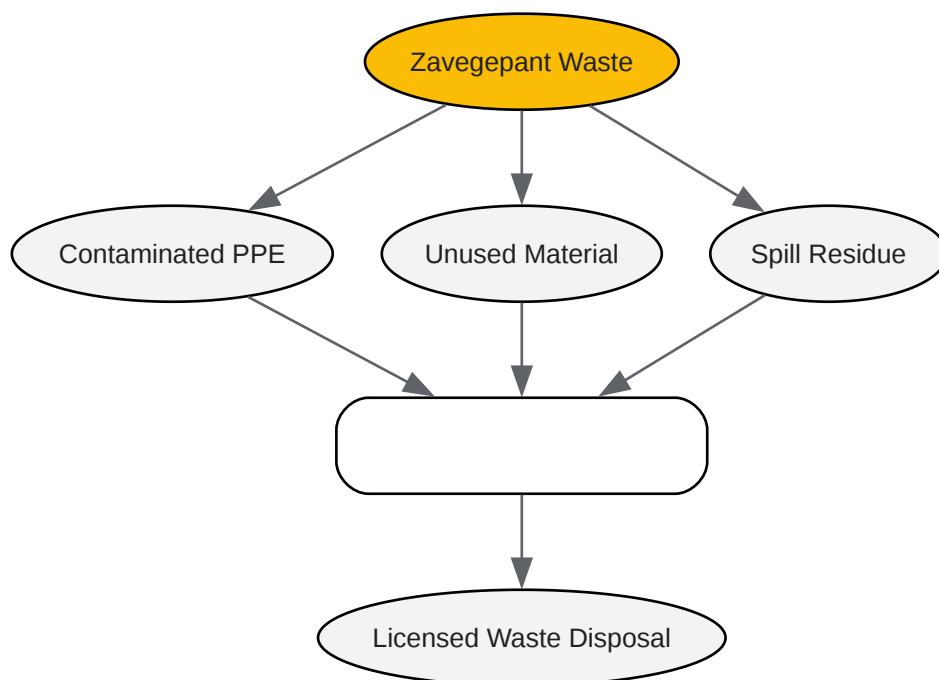 Zavegepant Waste
Contaminated PPE
Unused Material
Spill Residue
Licensed Waste Disposal